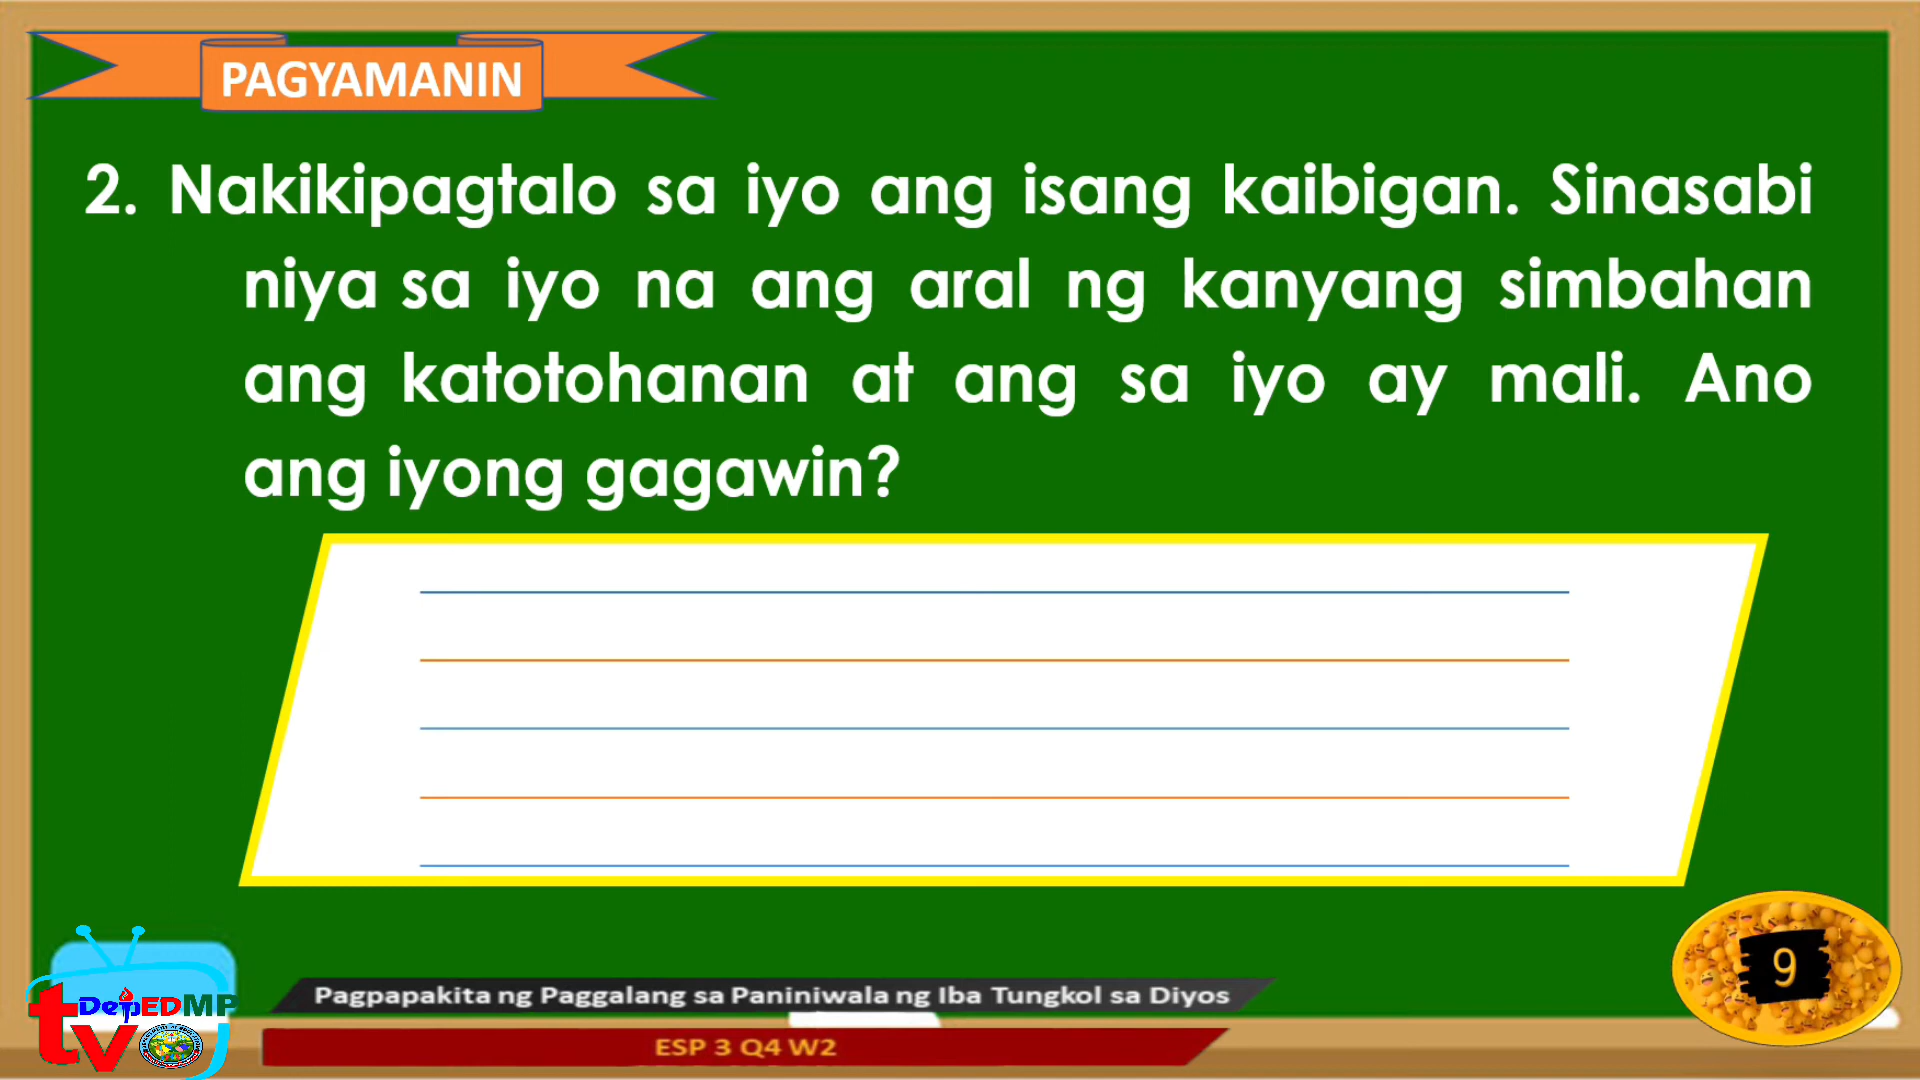 PAGYAMANIN
2. Nakikipagtalo sa iyo ang isang kaibigan. Sinasabi
niya sa iyo na ang aral ng kanyang simbahan
ang katotohanan at ang sa iyo ay mali. Ano
ang iyong gagawin?
9
DepEDMP
tv
Pagpapakita ng Paggalang sa Paniniwala ng Iba Tungkol sa Diyos
ESP 3 Q4 W2